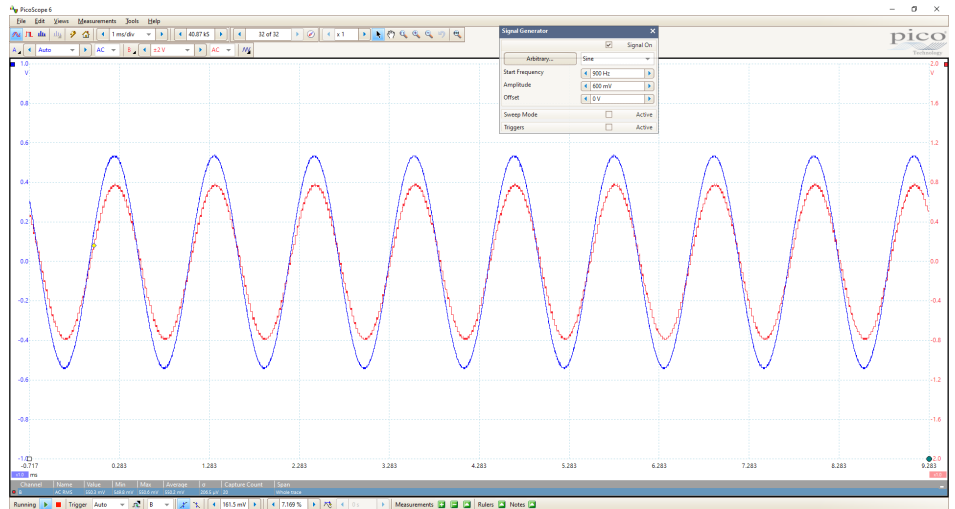 PicoScope 6
File Edit Views Measurements Tools Help
1 ms/div 40.87 kS 32 of 32 x 1
A Auto AC B ±2 V AC
pico
Technology
Signal Generator
Signal On
Arbitrary... Sine
Start Frequency 900 Hz
Amplitude 600 mV
Offset 0 V
Sweep Mode Active
Triggers Active
1.0 2.0
V V
0.8 1.6
0.6 1.2
0.4 0.8
0.2 0.4
0.0 0.0
-0.2 -0.4
-0.4 -0.8
-0.6 -1.2
-0.8 -1.6
-1.0 -2.0
-0.717 0.283 1.283 2.283 3.283 4.283 5.283 6.283 7.283 8.283 9.283
x1.0 ms x1.0
Channel Name Value Min Max Average σ Capture Count Span
B AC RMS 20 Whole trace
Running Trigger Auto B 161.5 mV 7.169 % 0 s Measurements Rulers Notes